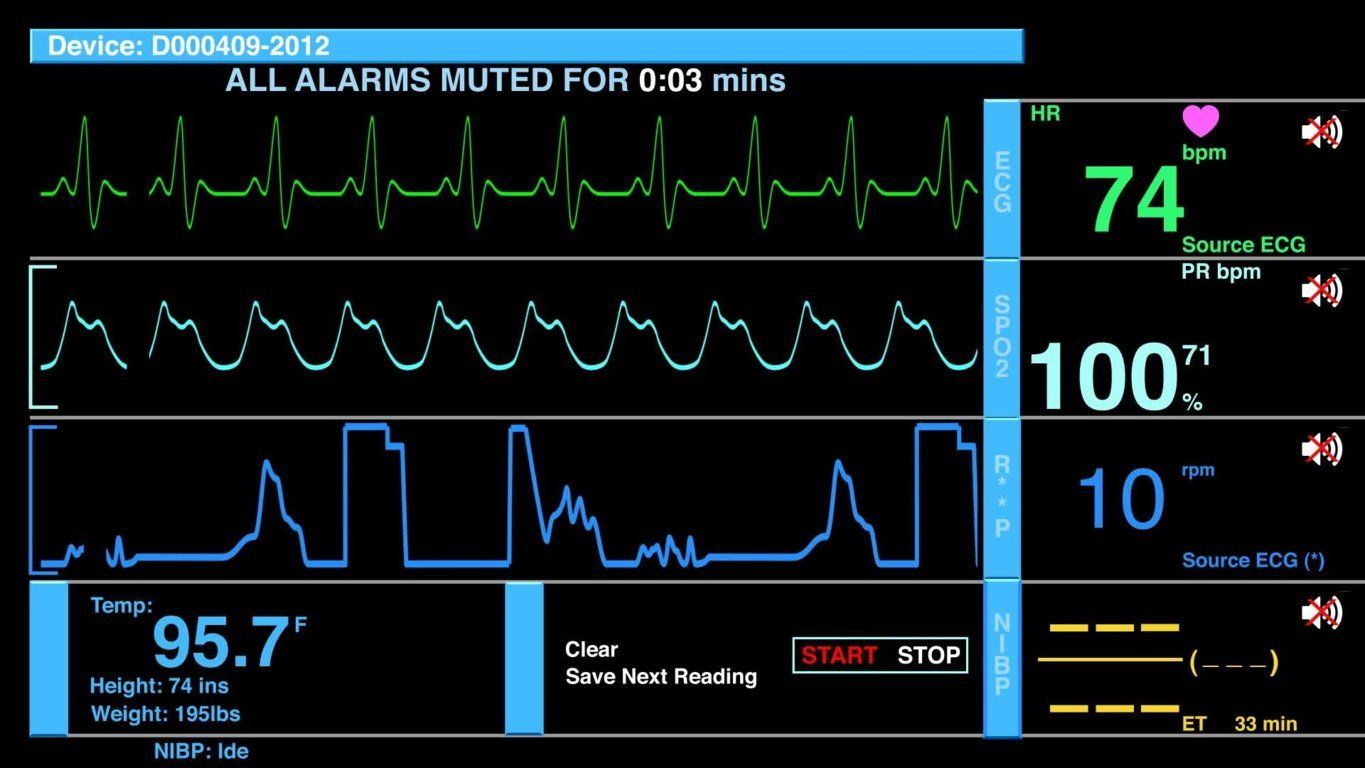 Device: D000409-2012
ALL ALARMS MUTED FOR 0:03 mins
ECG
HR
bpm
74
Source ECG
SPO2
PR bpm
100
71
%
R**P
10
rpm
Source ECG (*)
Temp:
95.7 F
Height: 74 ins
Weight: 195lbs
Clear
Save Next Reading
START STOP
NIBP
--- 
(---)
---
ET 33 min
NIBP: Ide